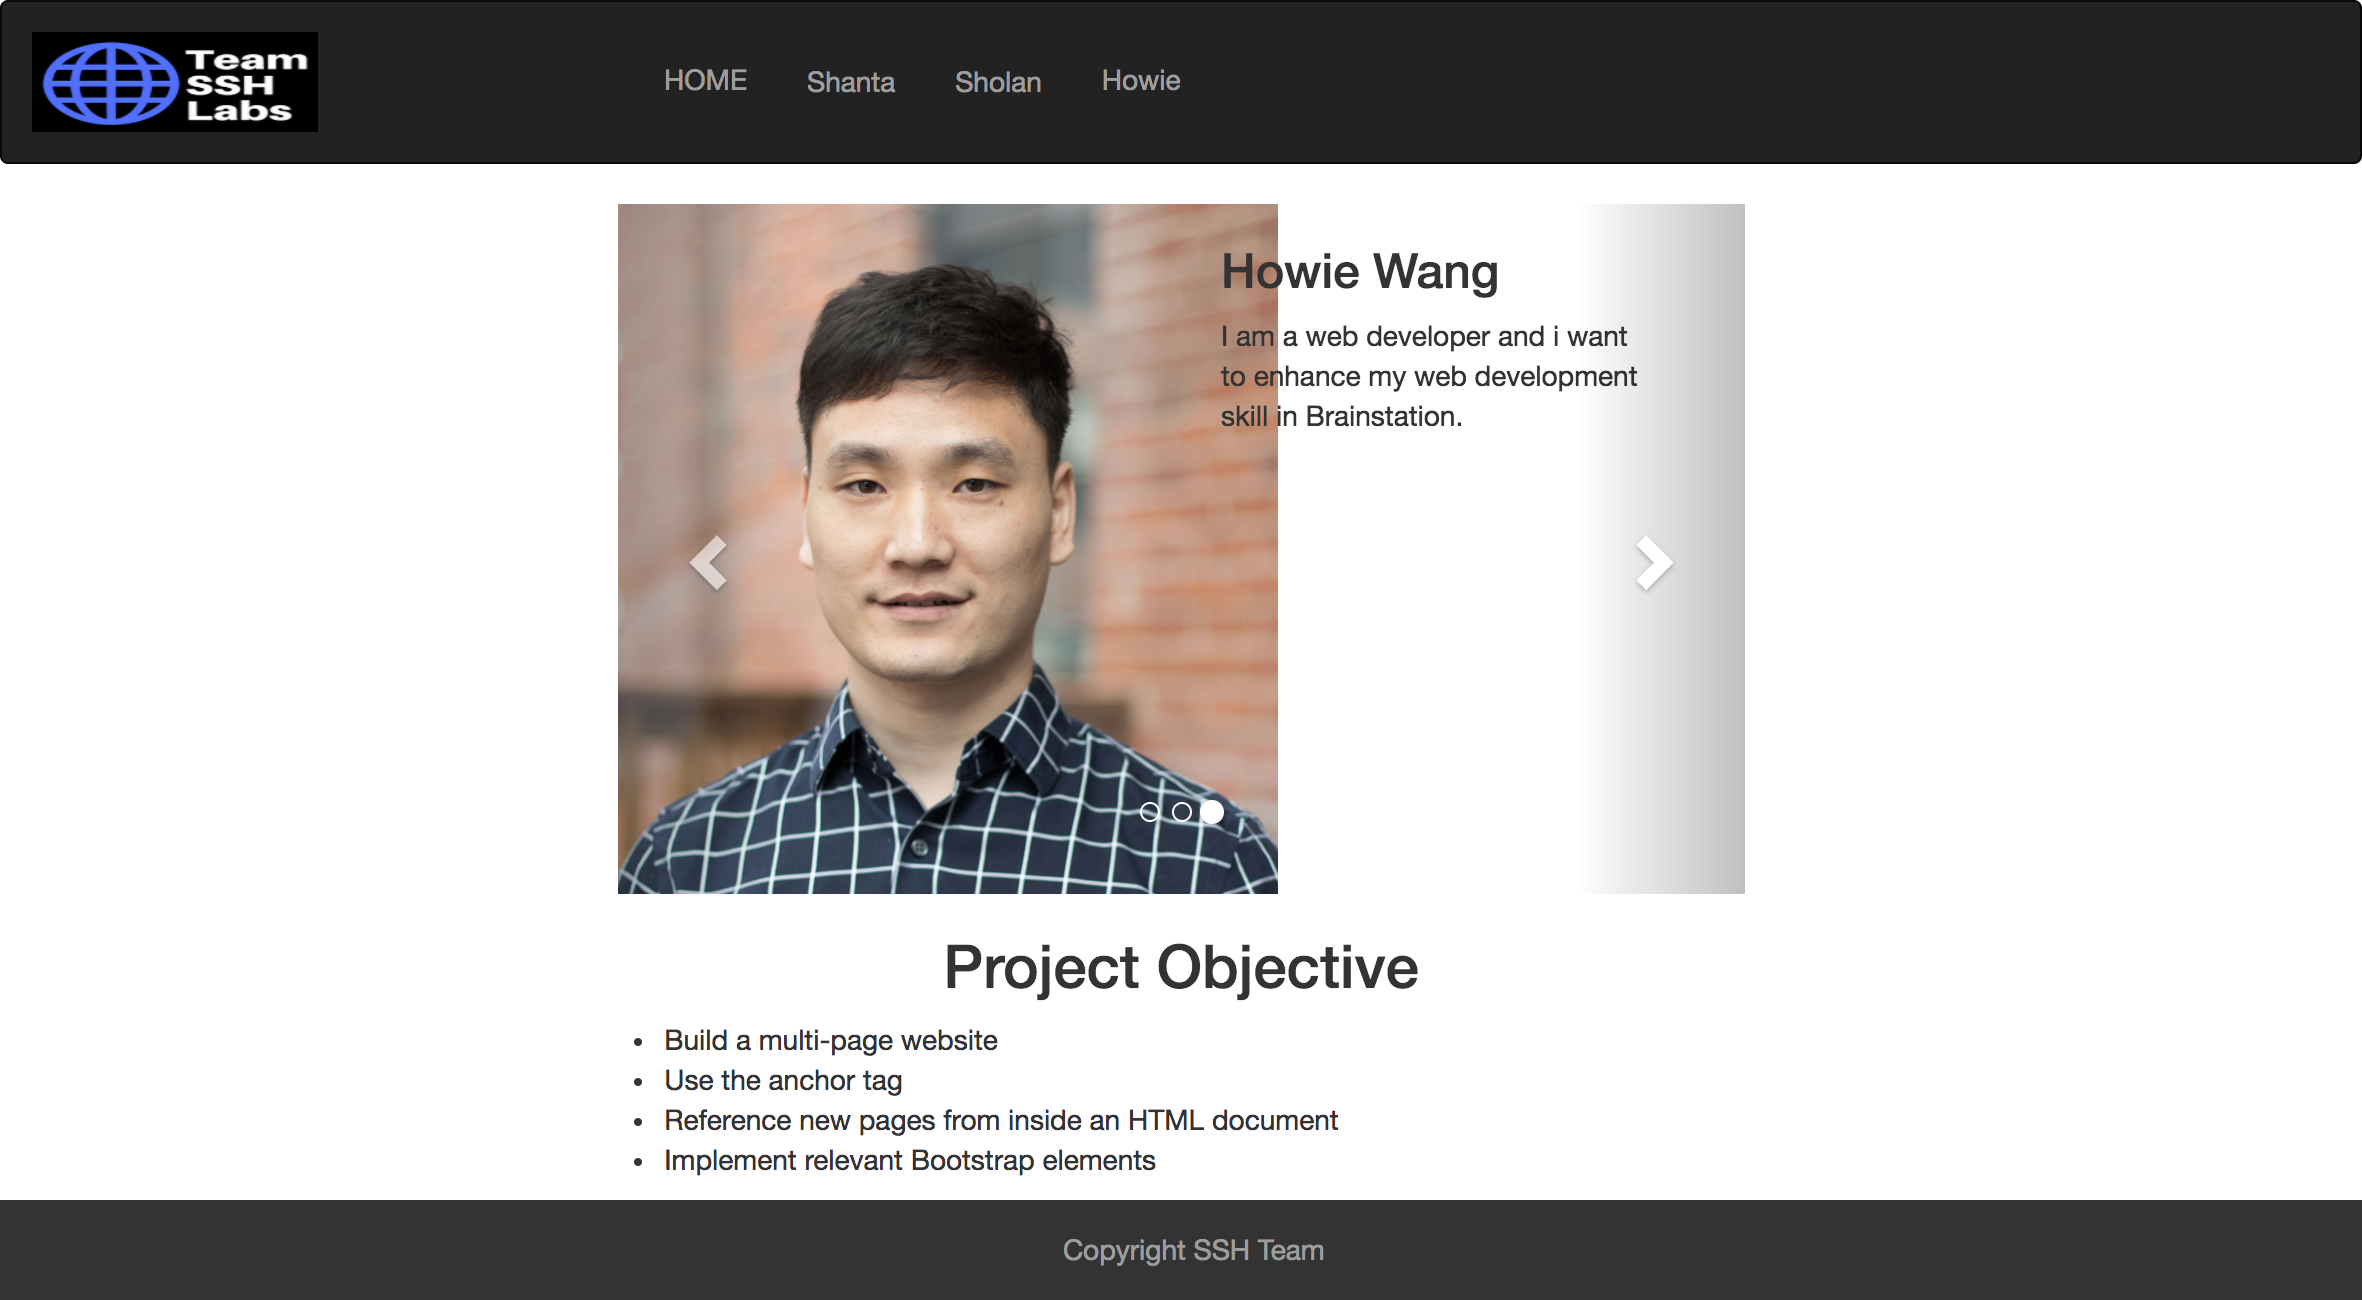 Team
SSH
Labs
HOME
Shanta
Sholan
Howie
Howie Wang
I am a web developer and i want
to enhance my web development
skill in Brainstation.
Project Objective
Build a multi-page website
Use the anchor tag
Reference new pages from inside an HTML document
Implement relevant Bootstrap elements
Copyright SSH Team